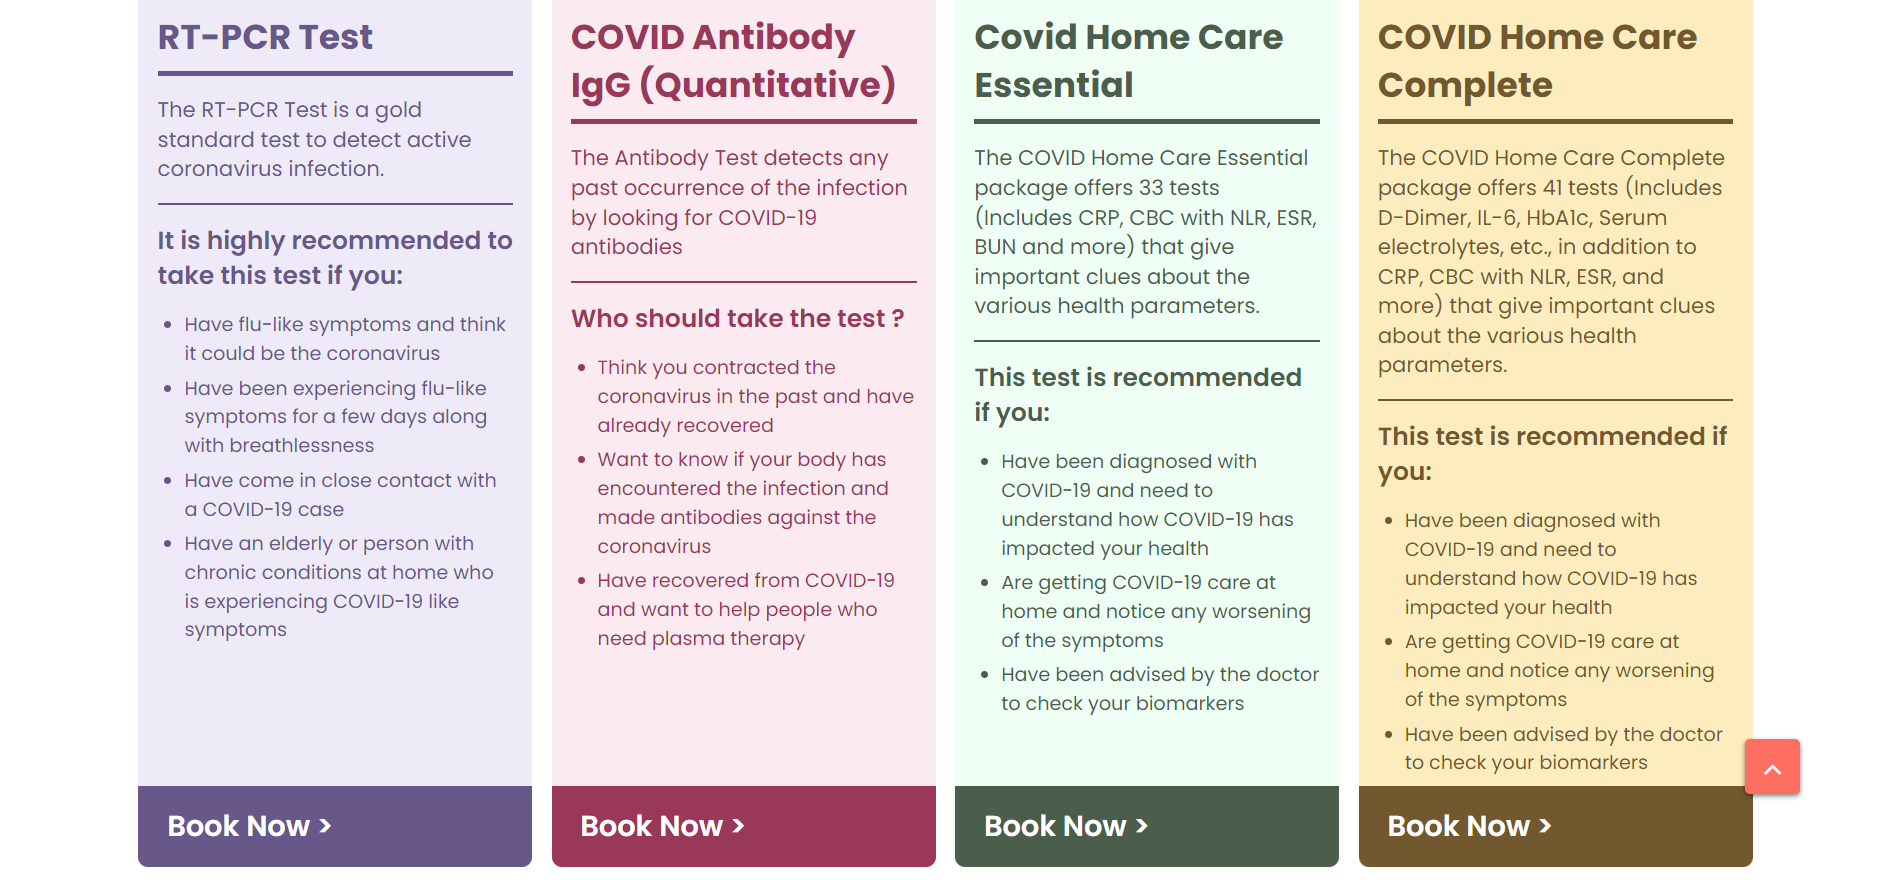 RT-PCR Test
The RT-PCR Test is a gold
standard test to detect active
coronavirus infection.
It is highly recommended to
take this test if you:
• Have flu-like symptoms and think
it could be the coronavirus
• Have been experiencing flu-like
symptoms for a few days along
with breathlessness
• Have come in close contact with
a COVID-19 case
• Have an elderly or person with
chronic conditions at home who
is experiencing COVID-19 like
symptoms
Book Now >
COVID Antibody
IgG (Quantitative)
The Antibody Test detects any
past occurrence of the infection
by looking for COVID-19
antibodies
Who should take the test ?
• Think you contracted the
coronavirus in the past and have
already recovered
• Want to know if your body has
encountered the infection and
made antibodies against the
coronavirus
• Have recovered from COVID-19
and want to help people who
need plasma therapy
Book Now >
Covid Home Care
Essential
The COVID Home Care Essential
package offers 33 tests
(Includes CRP, CBC with NLR, ESR,
BUN and more) that give
important clues about the
various health parameters.
This test is recommended
if you:
• Have been diagnosed with
COVID-19 and need to
understand how COVID-19 has
impacted your health
• Are getting COVID-19 care at
home and notice any worsening
of the symptoms
• Have been advised by the doctor
to check your biomarkers
Book Now >
COVID Home Care
Complete
The COVID Home Care Complete
package offers 41 tests (Includes
D-Dimer, IL-6, HbA1c, Serum
electrolytes, etc., in addition to
CRP, CBC with NLR, ESR, and
more) that give important clues
about the various health
parameters.
This test is recommended if
you:
• Have been diagnosed with
COVID-19 and need to
understand how COVID-19 has
impacted your health
• Are getting COVID-19 care at
home and notice any worsening
of the symptoms
• Have been advised by the doctor
to check your biomarkers
Book Now >